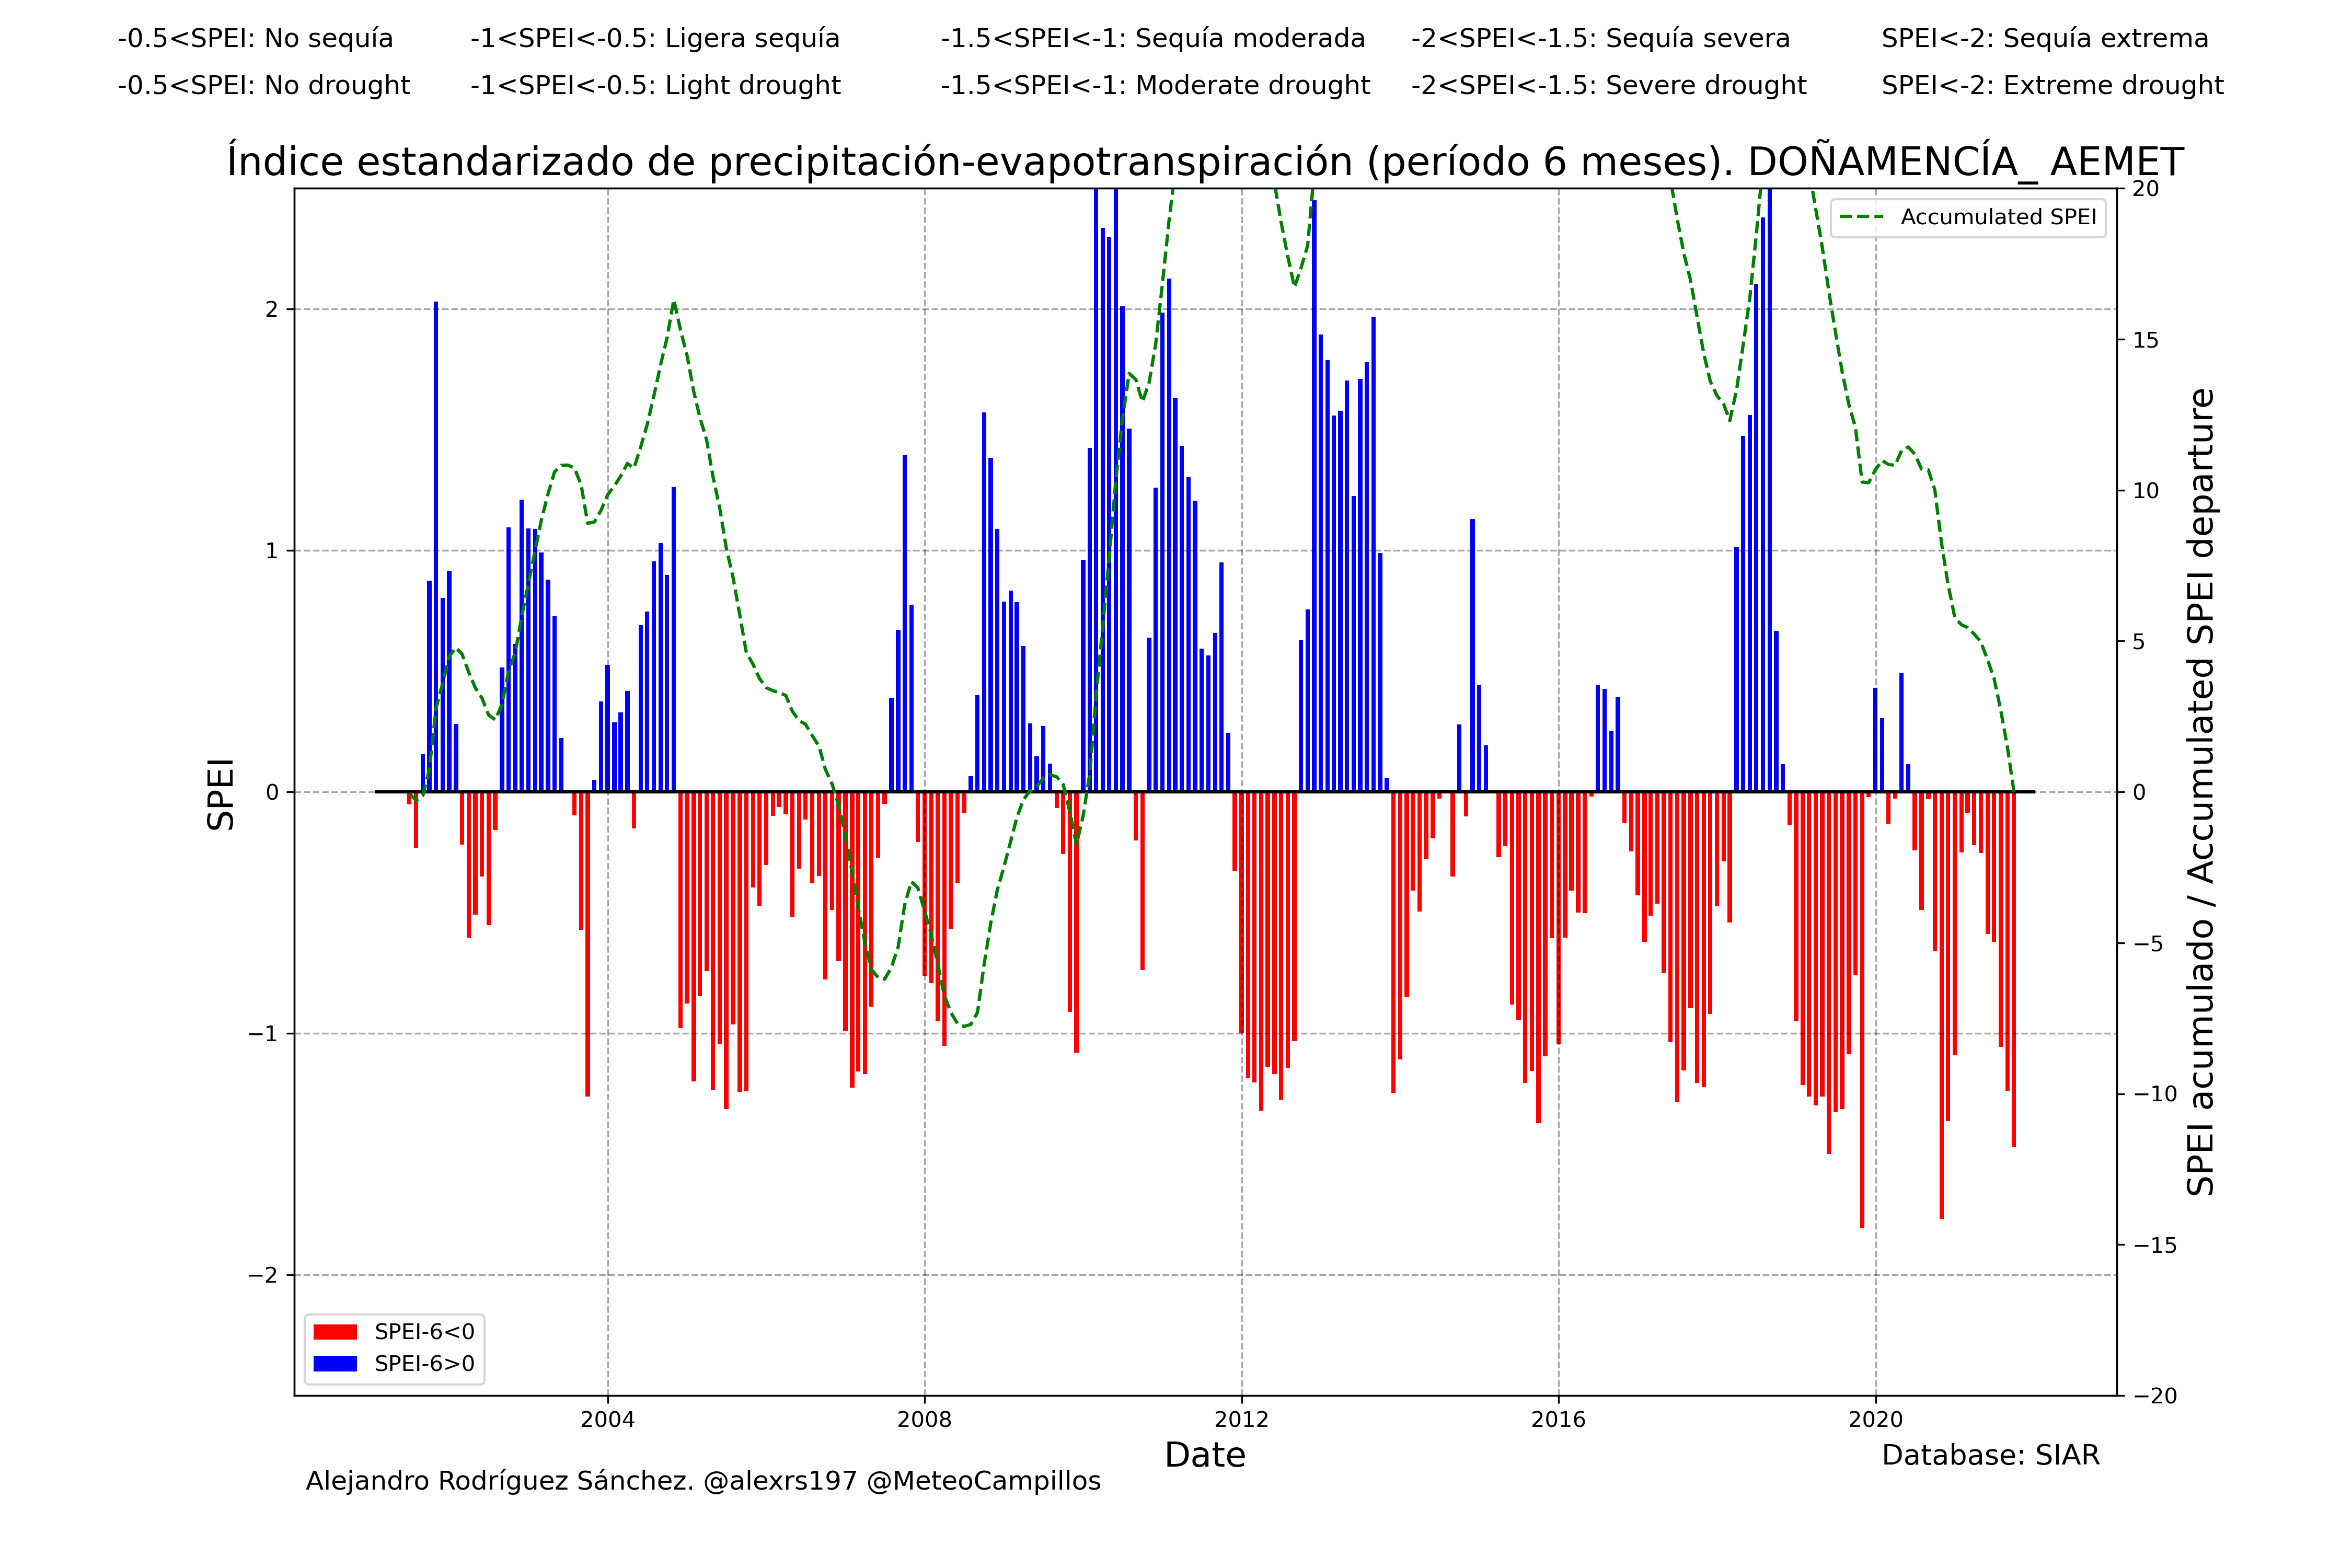 -0.5<SPEI: No sequía -1<SPEI<-0.5: Ligera sequía -1.5<SPEI<-1: Sequía moderada -2<SPEI<-1.5: Sequía severa SPEI<-2: Sequía extrema
-0.5<SPEI: No drought -1<SPEI<-0.5: Light drought -1.5<SPEI<-1: Moderate drought -2<SPEI<-1.5: Severe drought SPEI<-2: Extreme drought
Índice estandarizado de precipitación-evapotranspiración (período 6 meses). DOÑAMENCÍA_ AEMET
Accumulated SPEI
SPEI
2
1
0
−1
−2
20
15
10
5
0
−5
−10
−15
−20
SPEI acumulado / Accumulated SPEI departure
SPEI-6<0
SPEI-6>0
2004 2008 2012 2016 2020
Date
Database: SIAR
Alejandro Rodríguez Sánchez. @alexrs197 @MeteoCampillos